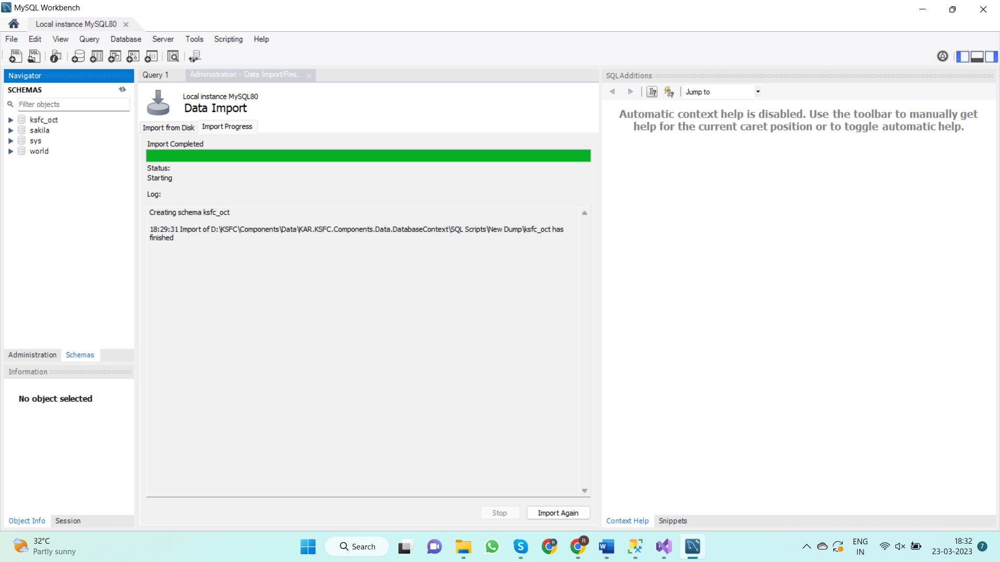 MySQL Workbench
Local instance MySQL80
File Edit View Query Database Server Tools Scripting Help
Navigator
SCHEMAS
Filter objects
ksfc_oct
sakila
sys
world
Administration Schemas
Information
No object selected
Object Info Session
Query 1 Administration - Data Import/Res...
Local instance MySQL80
Data Import
Import from Disk Import Progress
Import Completed
Status:
Starting
Log:
Creating schema ksfc_oct
18:29:31 Import of D:\KSFC\Components\Data\KAR.KSFC.Components.Data.DatabaseContext\SQL Scripts\New Dump\ksfc_oct has
finished
Stop Import Again
SQLAdditions
Jump to
Automatic context help is disabled. Use the toolbar to manually get
help for the current caret position or to toggle automatic help.
Context Help Snippets
32°C
Partly sunny
Search
ENG
IN
18:32
23-03-2023
7